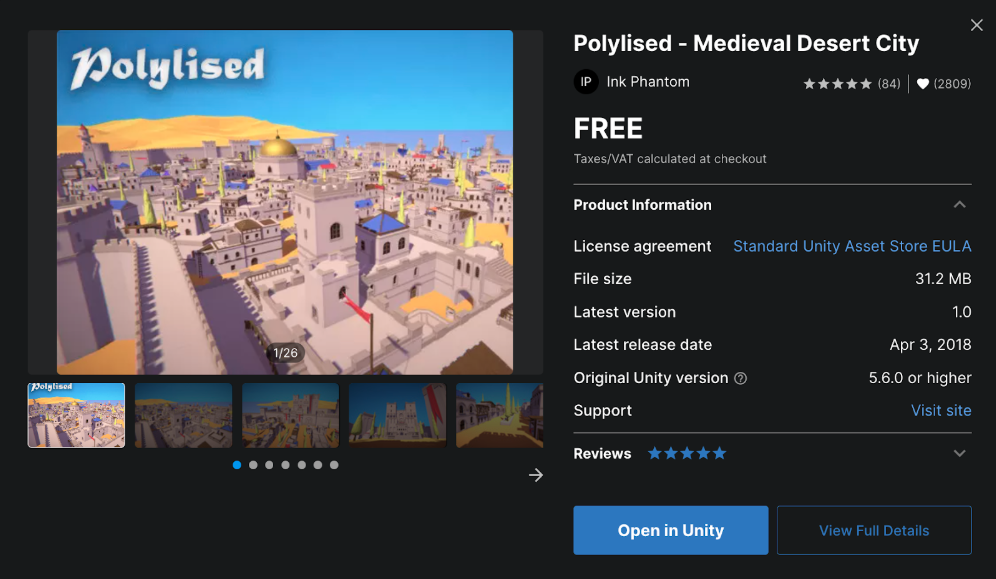 Polylised
1/26
Polylised
Polylised - Medieval Desert City
IP Ink Phantom
(84) (2809)
FREE
Taxes/VAT calculated at checkout
Product Information
License agreement Standard Unity Asset Store EULA
File size 31.2 MB
Latest version 1.0
Latest release date Apr 3, 2018
Original Unity version ? 5.6.0 or higher
Support Visit site
Reviews
Open in Unity View Full Details